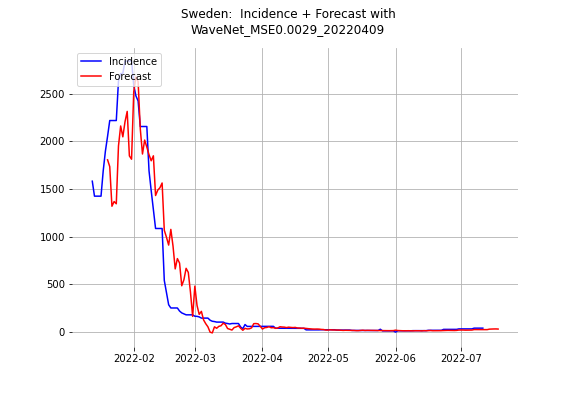 Sweden:  Incidence + Forecast with
WaveNet_MSE0.0029_20220409
Incidence
Forecast
2500
2000
1500
1000
500
0
2022-02 2022-03 2022-04 2022-05 2022-06 2022-07